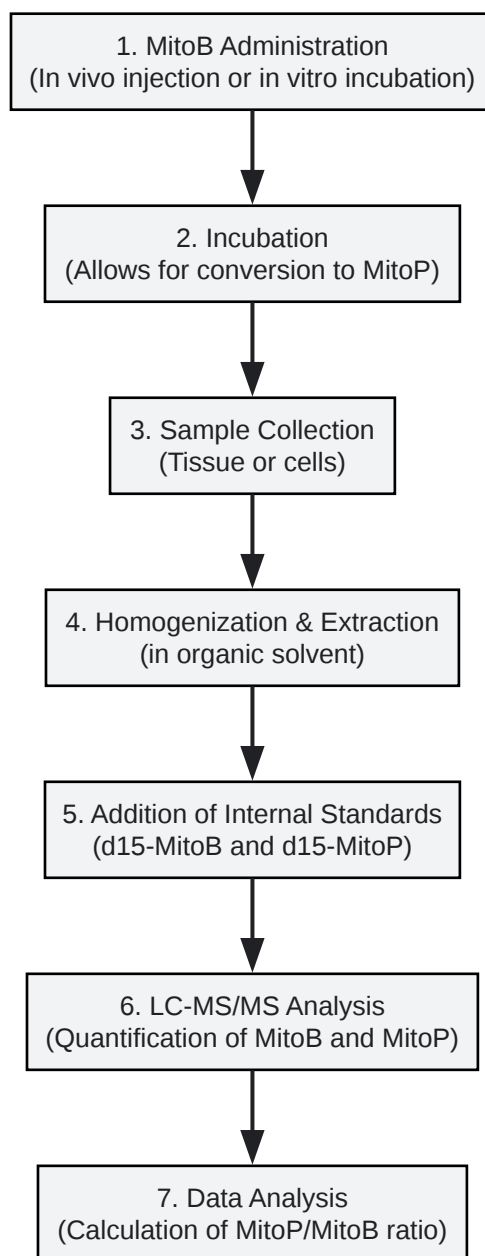 1. MitoB Administration
(In vivo injection or in vitro incubation)
2. Incubation
(Allows for conversion to MitoP)
3. Sample Collection
(Tissue or cells)
4. Homogenization & Extraction
(in organic solvent)
5. Addition of Internal Standards
(d15-MitoB and d15-MitoP)
6. LC-MS/MS Analysis
(Quantification of MitoB and MitoP)
7. Data Analysis
(Calculation of MitoP/MitoB ratio)